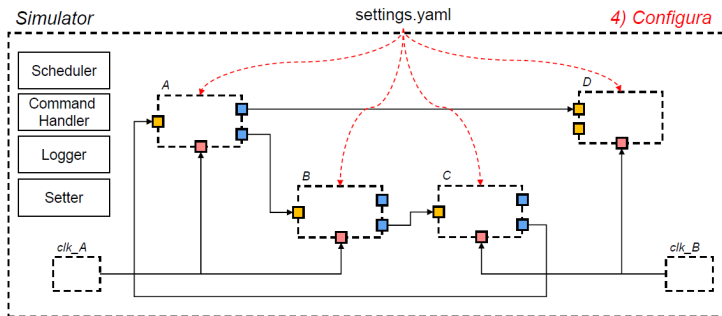 Simulator
settings.yaml
4) Configura
Scheduler
Command
Handler
Logger
Setter
A
D
B
C
clk_A
clk_B